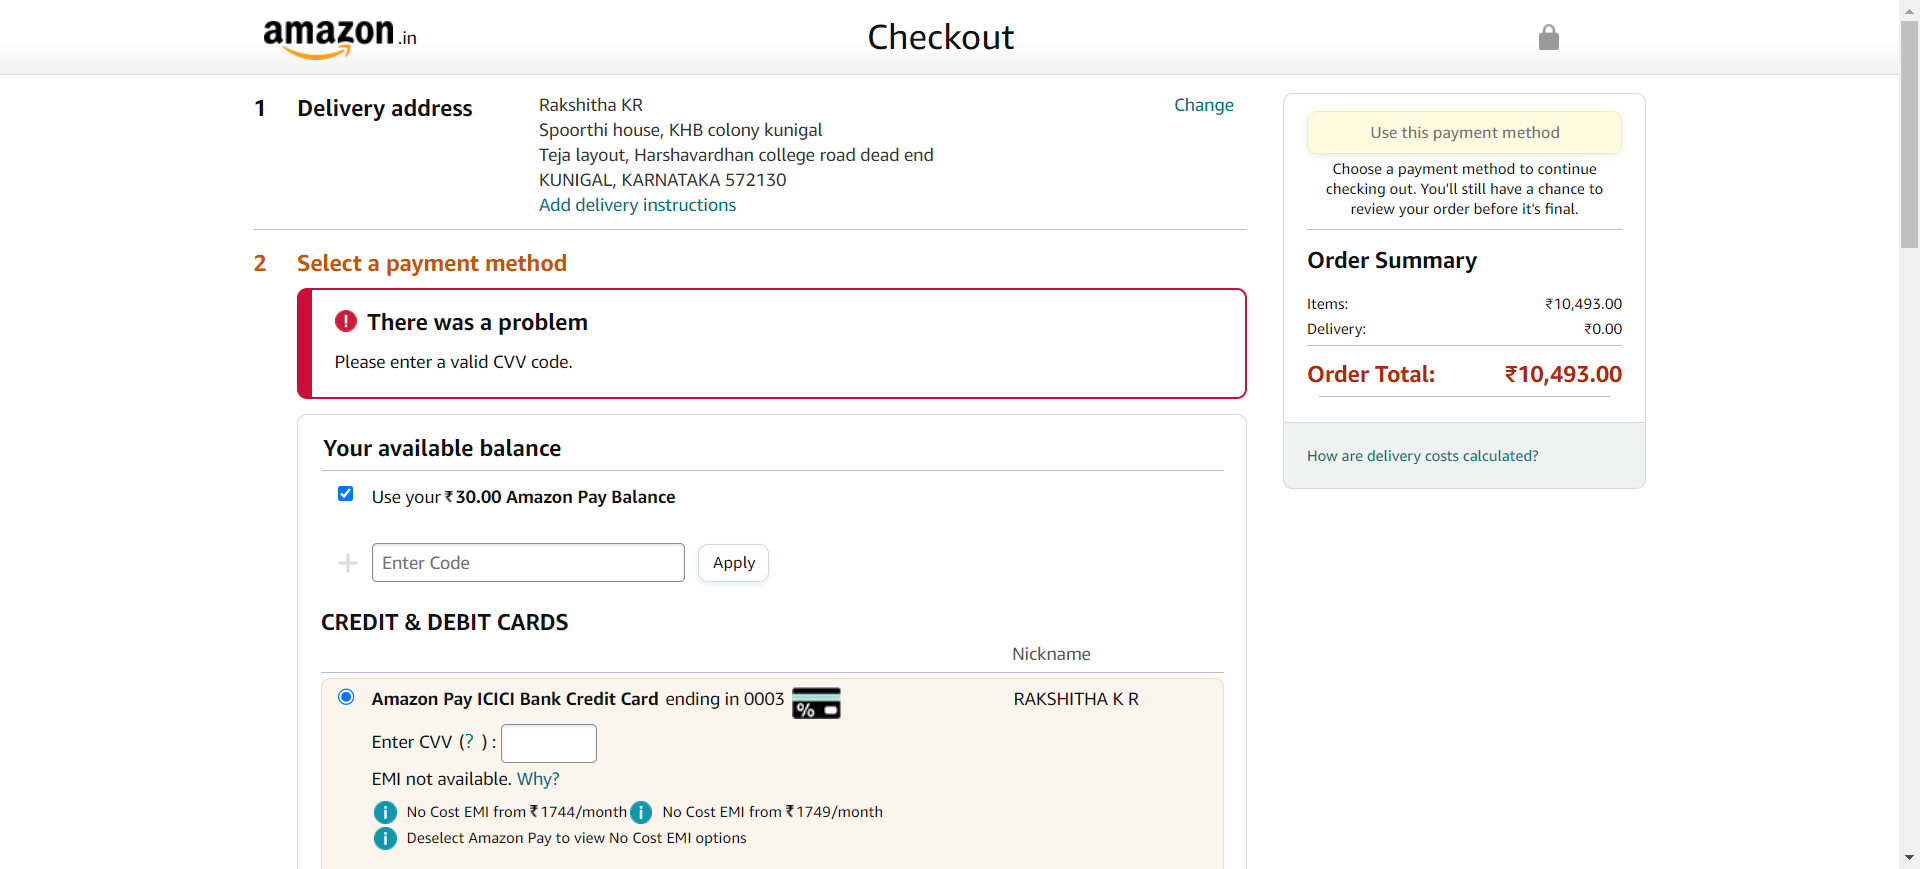 amazon.in
Checkout
1 Delivery address
Rakshitha KR
Change
Spoorthi house, KHB colony kunigal
Teja layout, Harshavardhan college road dead end
KUNIGAL, KARNATAKA 572130
Add delivery instructions
2 Select a payment method
There was a problem
Please enter a valid CVV code.
Your available balance
Use your ₹30.00 Amazon Pay Balance
Enter Code
Apply
CREDIT & DEBIT CARDS
Nickname
Amazon Pay ICICI Bank Credit Card ending in 0003
%
RAKSHITHA K R
Enter CVV (? ) :
EMI not available. Why?
i No Cost EMI from ₹1744/month i No Cost EMI from ₹1749/month
i Deselect Amazon Pay to view No Cost EMI options
Use this payment method
Choose a payment method to continue
checking out. You'll still have a chance to
review your order before it's final.
Order Summary
Items: ₹10,493.00
Delivery: ₹0.00
Order Total: ₹10,493.00
How are delivery costs calculated?